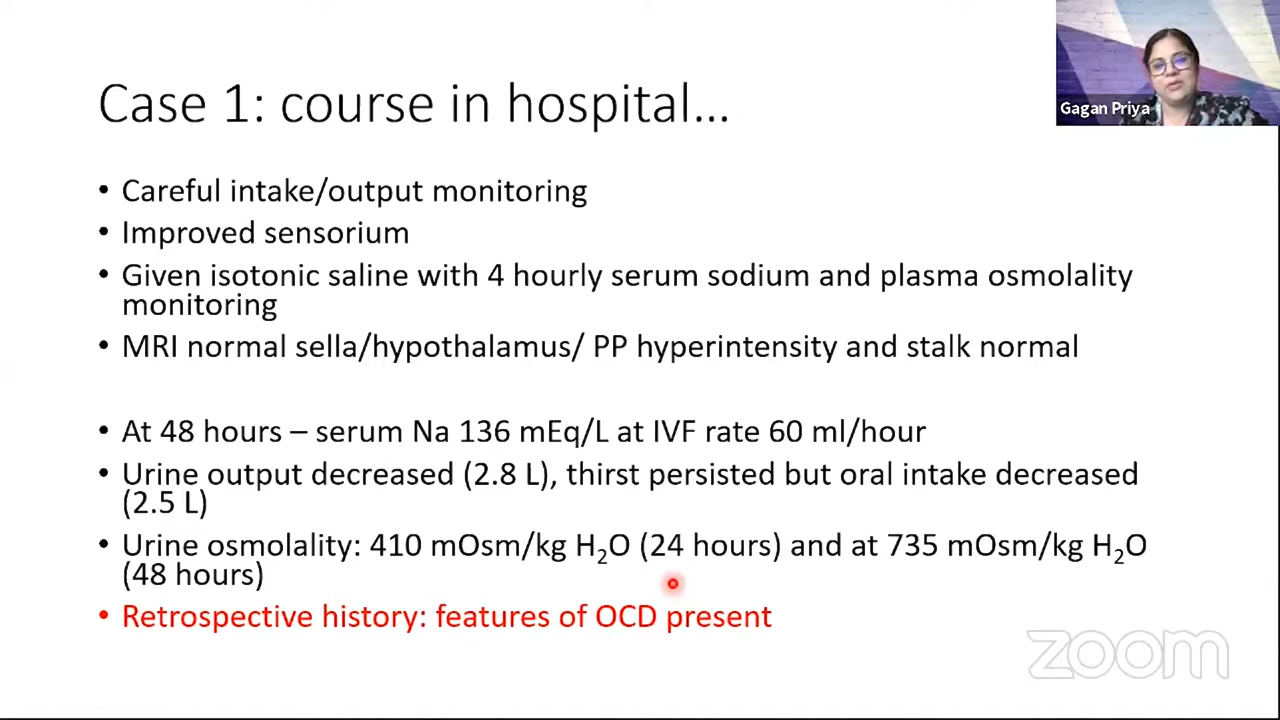 Case 1: course in hospital…
Gagan Priya
• Careful intake/output monitoring
• Improved sensorium
• Given isotonic saline with 4 hourly serum sodium and plasma osmolality
monitoring
• MRI normal sella/hypothalamus/ PP hyperintensity and stalk normal
• At 48 hours – serum Na 136 mEq/L at IVF rate 60 ml/hour
• Urine output decreased (2.8 L), thirst persisted but oral intake decreased
(2.5 L)
• Urine osmolality: 410 mOsm/kg H₂O (24 hours) and at 735 mOsm/kg H₂O
(48 hours)
• Retrospective history: features of OCD present
zoom